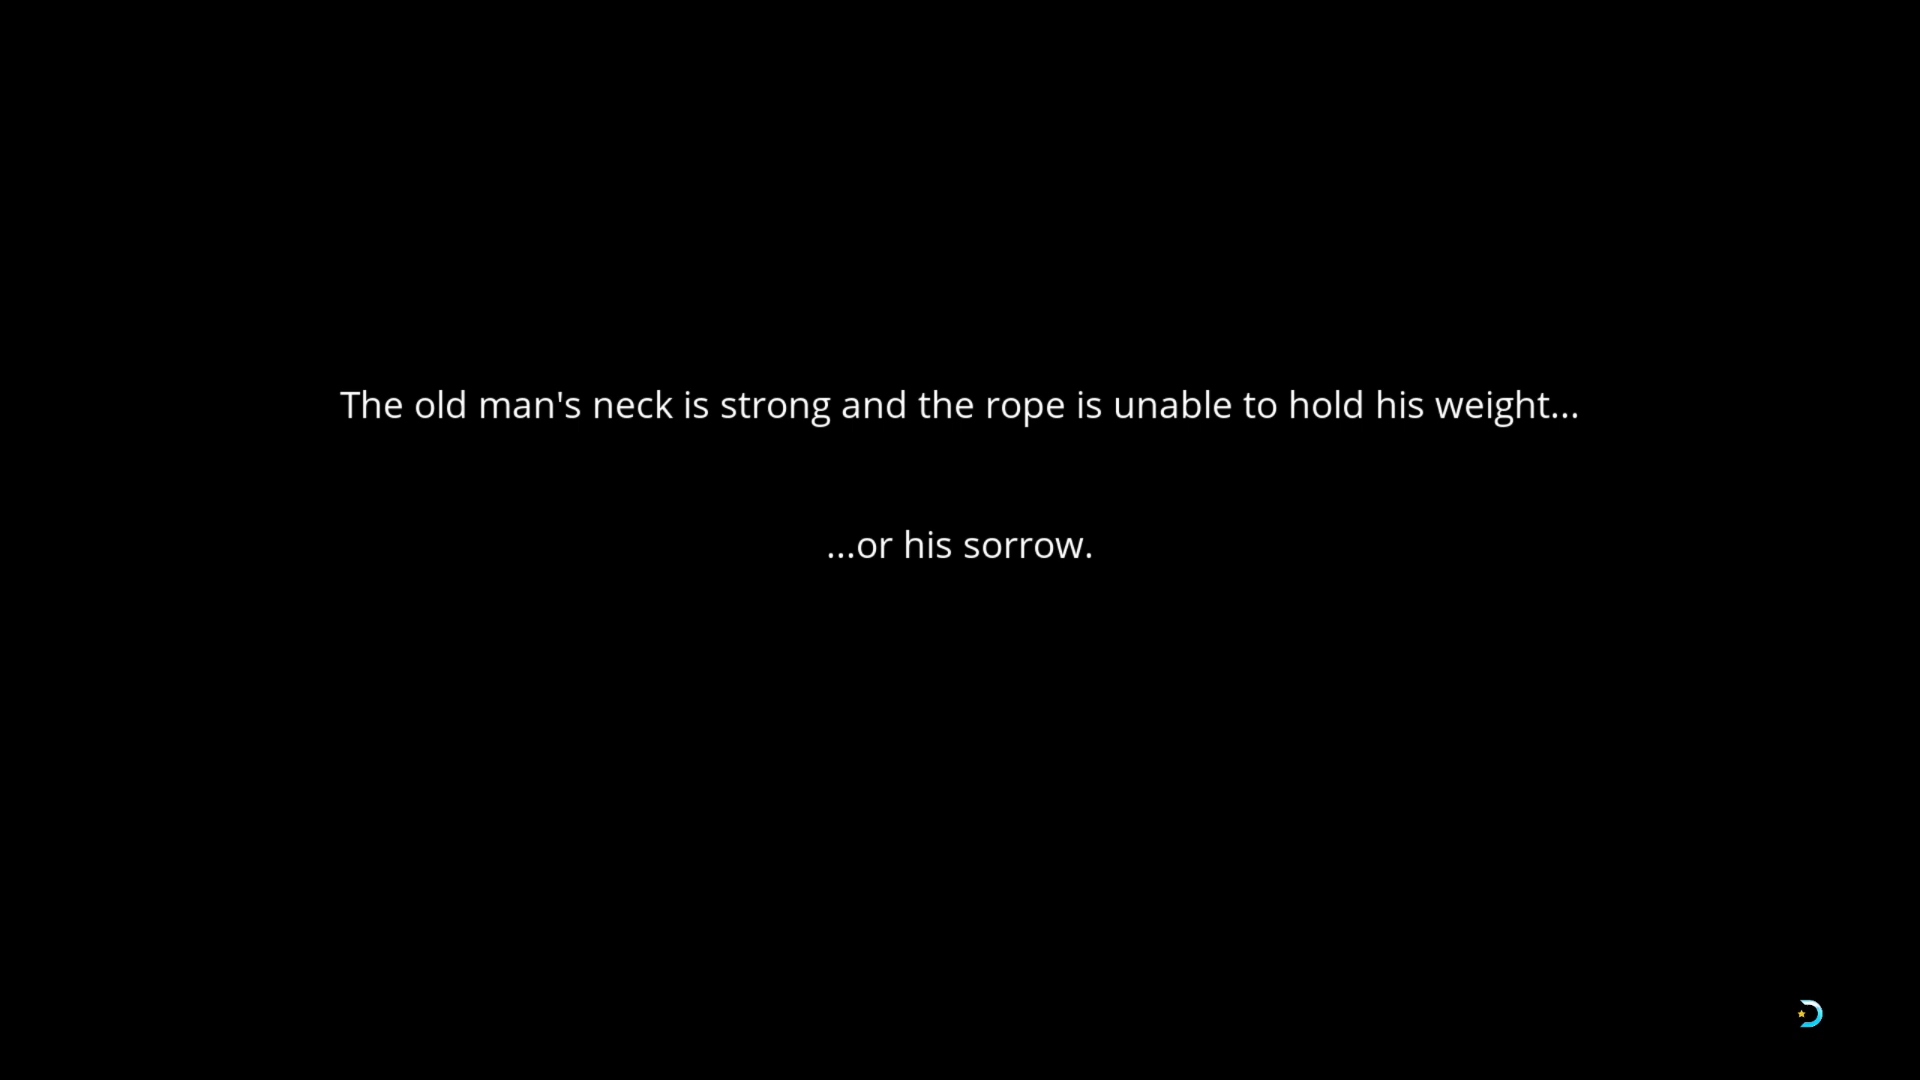 The old man's neck is strong and the rope is unable to hold his weight...
...or his sorrow.